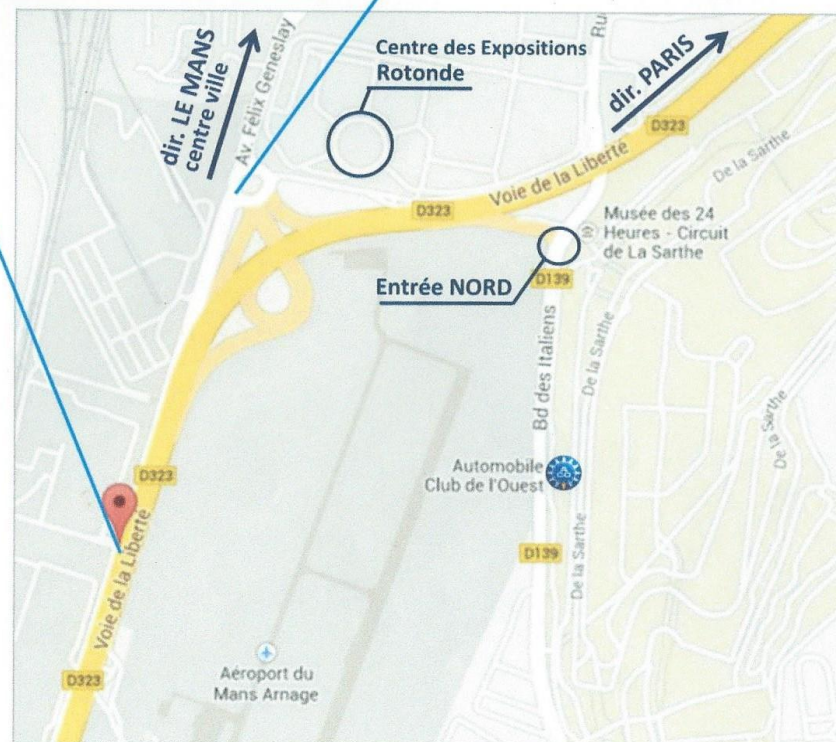 dir. LE MANS
centre ville
Av. Félix Geneslay
Centre des Expositions
Rotonde
Ru
dir. PARIS
D323
Voie de la Liberté
D323
De la Sarthe
Musée des 24
Heures - Circuit
de La Sarthe
Entrée NORD
D139
Bd des Italiens
De la Sarthe
De la Sarthe
Automobile
Club de l'Ouest
D323
Voie de la Liberté
D139
De la Sarthe
D323
Aéroport du
Mans Arnage